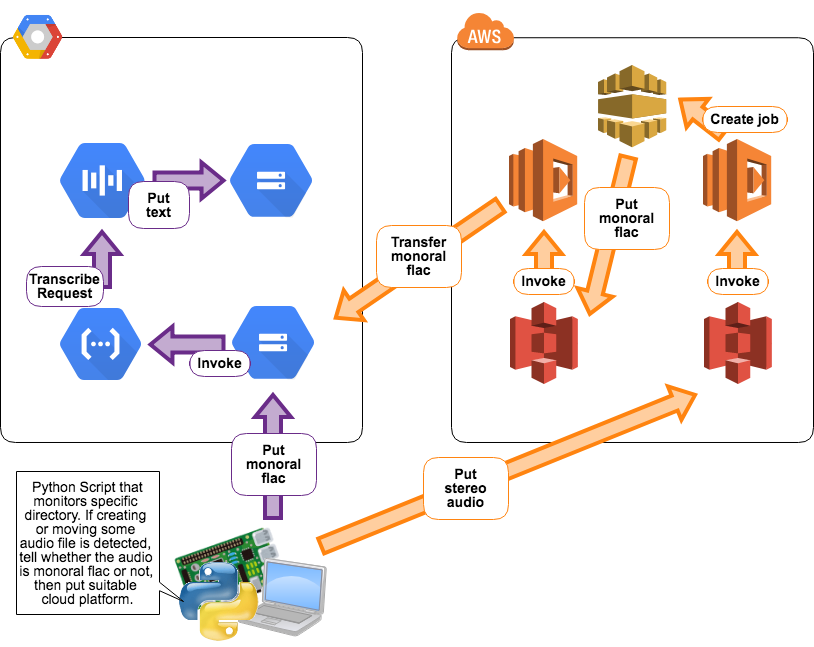 AWS
Create job
Put
text
Put
monoral
flac
Transfer
monoral
flac
Transcribe
Request
Invoke
Invoke
Invoke
Put
monoral
flac
Put
stereo
audio
Python Script that
monitors specific
directory. If creating
or moving some
audio file is detected,
tell whether the audio
is monoral flac or not,
then put suitable
cloud platform.